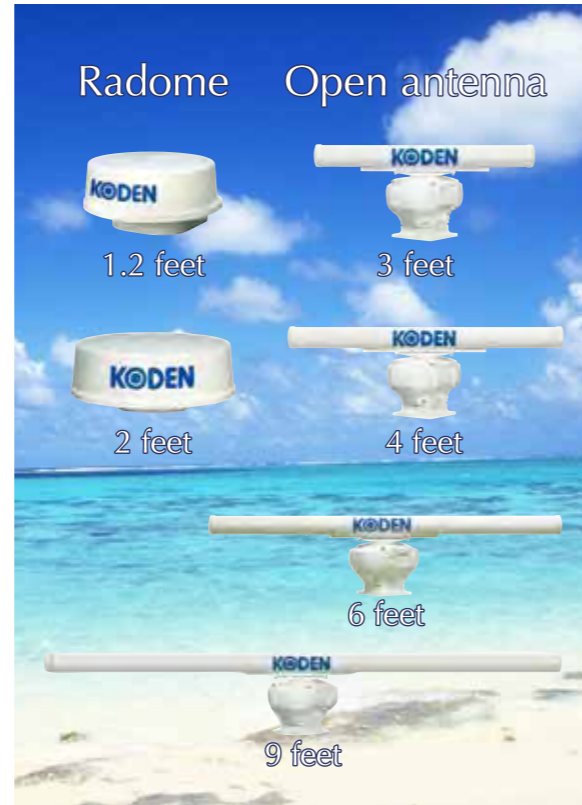 Radome Open antenna
KODEN KODEN
1.2 feet 3 feet
KODEN KODEN
2 feet 4 feet
KODEN
6 feet
KODEN
9 feet